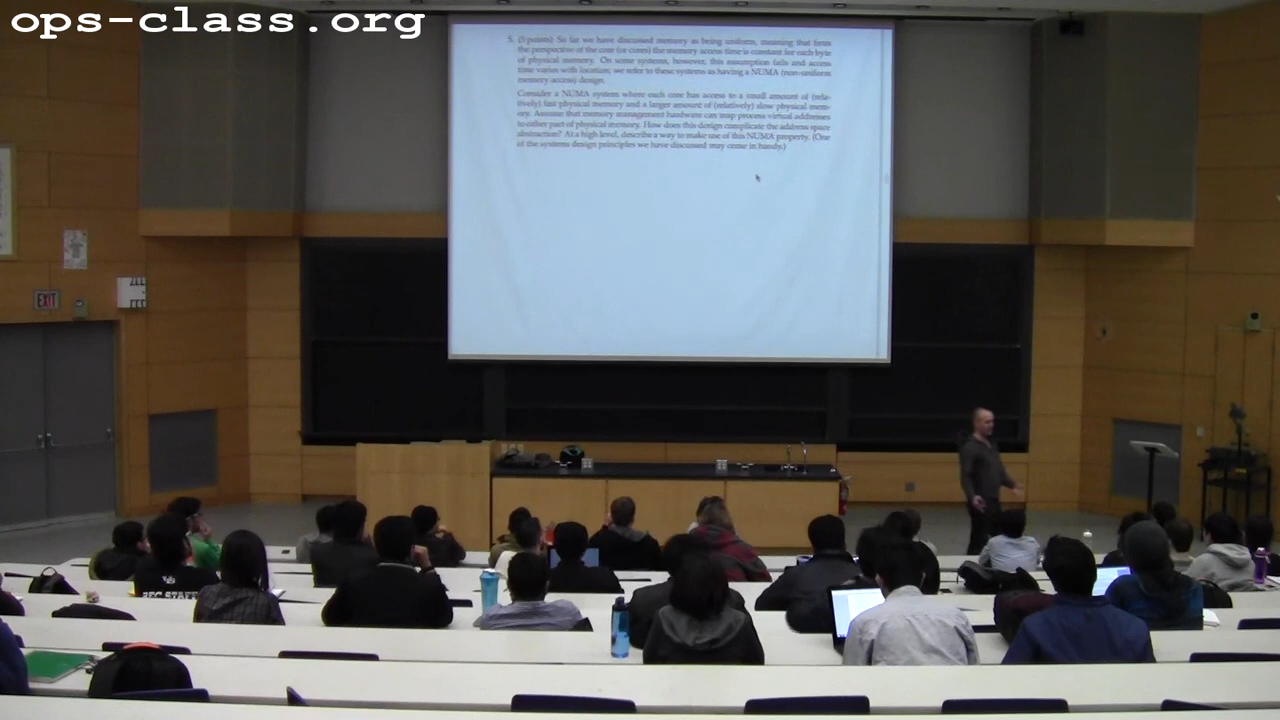 ops-class.org
5. (5 points) So far we have discussed memory as being uniform, meaning that from
the perspective of the core (or cores) the memory access time is constant for each byte
of physical memory. On some systems, however, this assumption fails and access
time varies with location; we refer to these systems as having a NUMA (non-uniform
memory access) design.
Consider a NUMA system where each core has access to a small amount of (rela-
tively) fast physical memory and a larger amount of (relatively) slow physical mem-
ory. Assume that memory management hardware can map process virtual addresses
to either part of physical memory. How does this design complicate the address space
abstraction? At a high level, describe a way to make use of this NUMA property. (One
of the systems design principles we have discussed may come in handy.)
EXIT